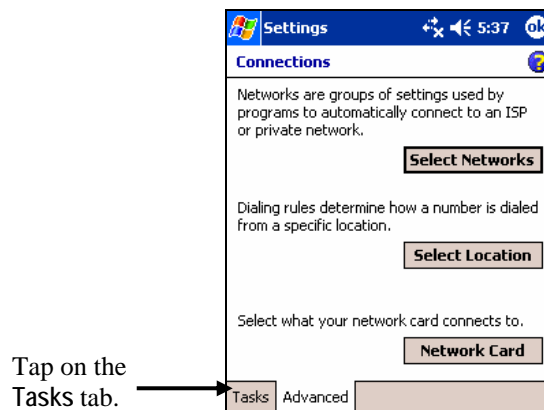 Settings 5:37 ok
Connections ?
Networks are groups of settings used by
programs to automatically connect to an ISP
or private network.
Select Networks
Dialing rules determine how a number is dialed
from a specific location.
Select Location
Select what your network card connects to.
Network Card
Tap on the
Tasks tab.
Tasks Advanced